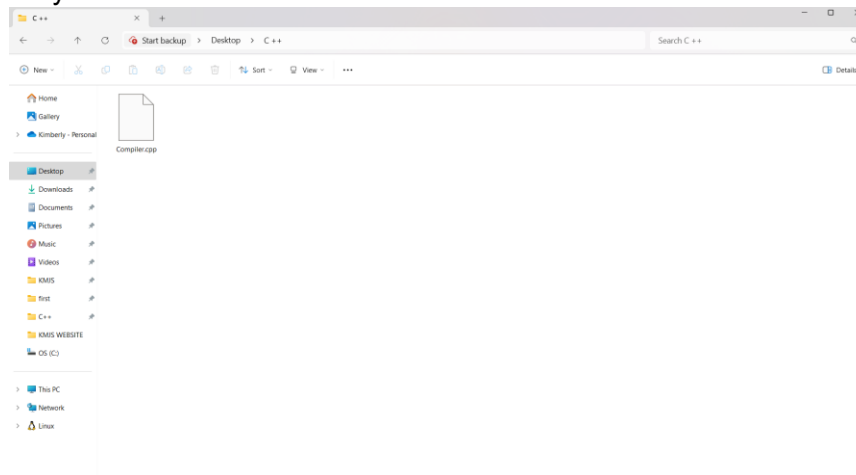 C ++
Start backup > Desktop > C ++
Search C ++
New
Sort
View
Details
Home
Gallery
Kimberly - Personal
Compiler.cpp
Desktop
Downloads
Documents
Pictures
Music
Videos
KMJS
first
C++
KMJS WEBSITE
OS (C:)
This PC
Network
Linux